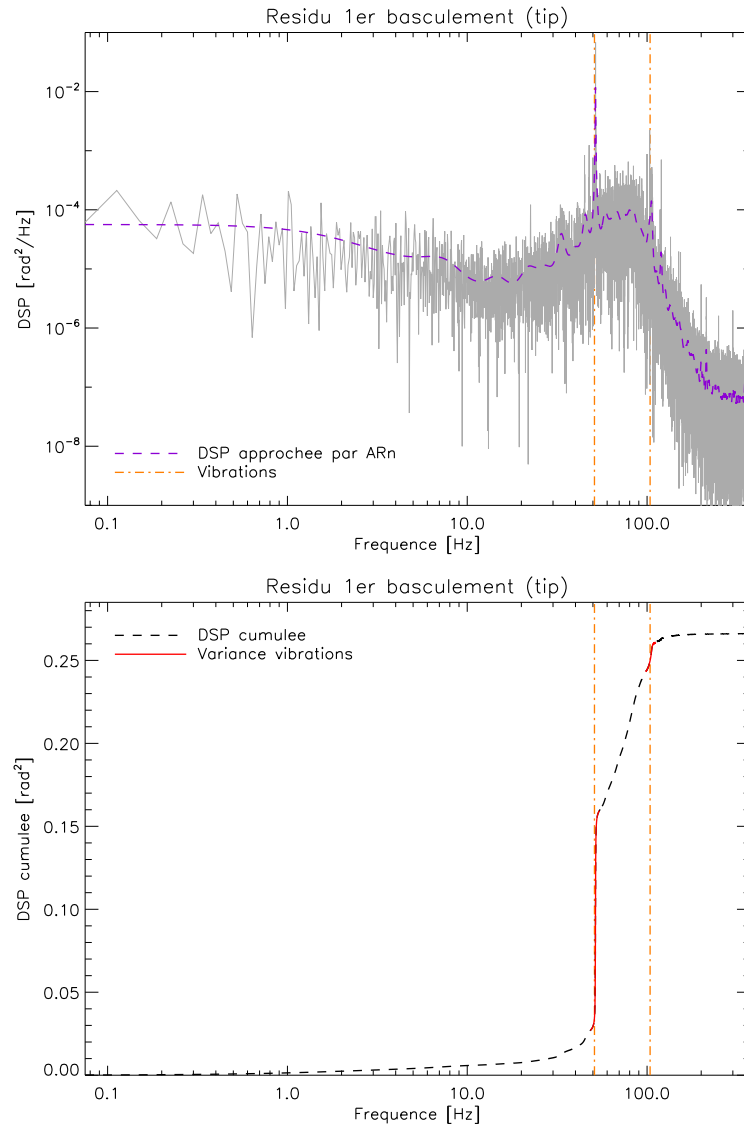 Residu 1er basculement (tip)
10⁻²
10⁻⁴
10⁻⁶
10⁻⁸
DSP [rad²/Hz]
DSP approchee par ARn
Vibrations
0.1 1.0 10.0 100.0
Frequence [Hz]
Residu 1er basculement (tip)
DSP cumulee
Variance vibrations
0.25
0.20
0.15
0.10
0.05
0.00
DSP cumulee [rad²]
0.1 1.0 10.0 100.0
Frequence [Hz]